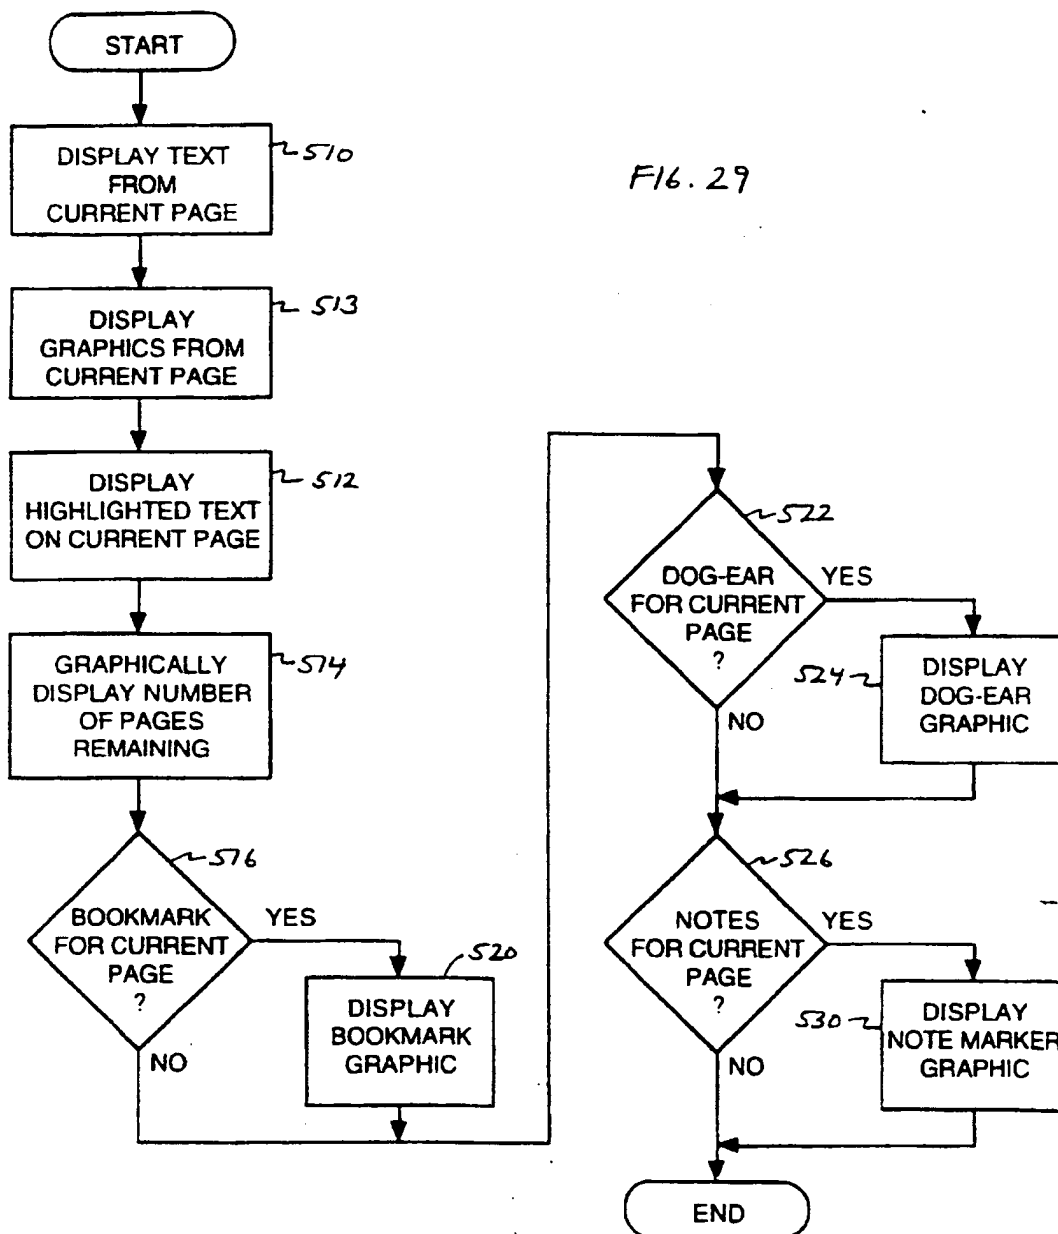 START
DISPLAY TEXT
FROM
CURRENT PAGE
510
FIG. 29
DISPLAY
GRAPHICS FROM
CURRENT PAGE
513
DISPLAY
HIGHLIGHTED TEXT
ON CURRENT PAGE
512
GRAPHICALLY
DISPLAY NUMBER
OF PAGES
REMAINING
514
516
BOOKMARK
FOR CURRENT
PAGE
?
YES
NO
520
DISPLAY
BOOKMARK
GRAPHIC
522
DOG-EAR
FOR CURRENT
PAGE
?
YES
NO
524
DISPLAY
DOG-EAR
GRAPHIC
526
NOTES
FOR CURRENT
PAGE
?
YES
NO
530
DISPLAY
NOTE MARKER
GRAPHIC
END